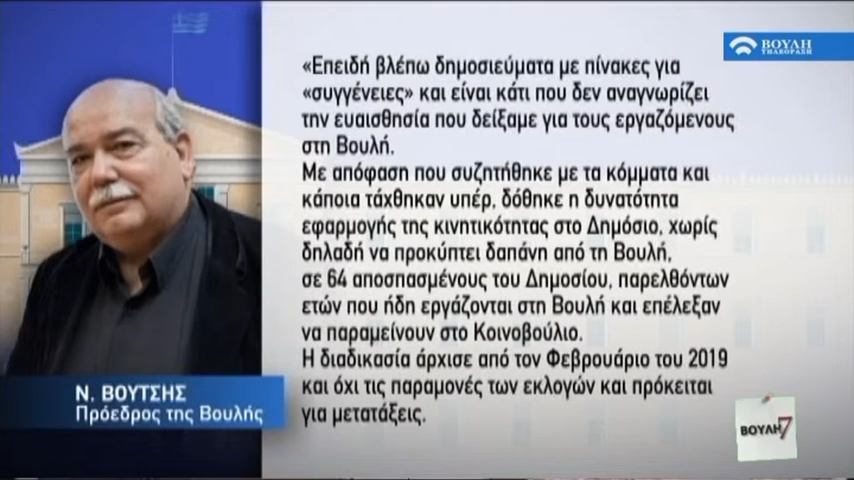 ΒΟΥΛΗ
ΤΗΛΕΟΡΑΣΗ
«Επειδή βλέπω δημοσιεύματα με πίνακες για
«συγγένειες» και είναι κάτι που δεν αναγνωρίζει
την ευαισθησία που δείξαμε για τους εργαζόμενους
στη Βουλή.
Με απόφαση που συζητήθηκε με τα κόμματα και
κάποια τάχθηκαν υπέρ, δόθηκε η δυνατότητα
εφαρμογής της κινητικότητας στο Δημόσιο, χωρίς
δηλαδή να προκύπτει δαπάνη από τη Βουλή,
σε 64 αποσπασμένους του Δημοσίου, παρελθόντων
ετών που ήδη εργάζονται στη Βουλή και επέλεξαν
να παραμείνουν στο Κοινοβούλιο.
Η διαδικασία άρχισε από τον Φεβρουάριο του 2019
και όχι τις παραμονές των εκλογών και πρόκειται
για μετατάξεις.
Ν. ΒΟΥΤΣΗΣ
Πρόεδρος της Βουλής
ΒΟΥΛΗ 7